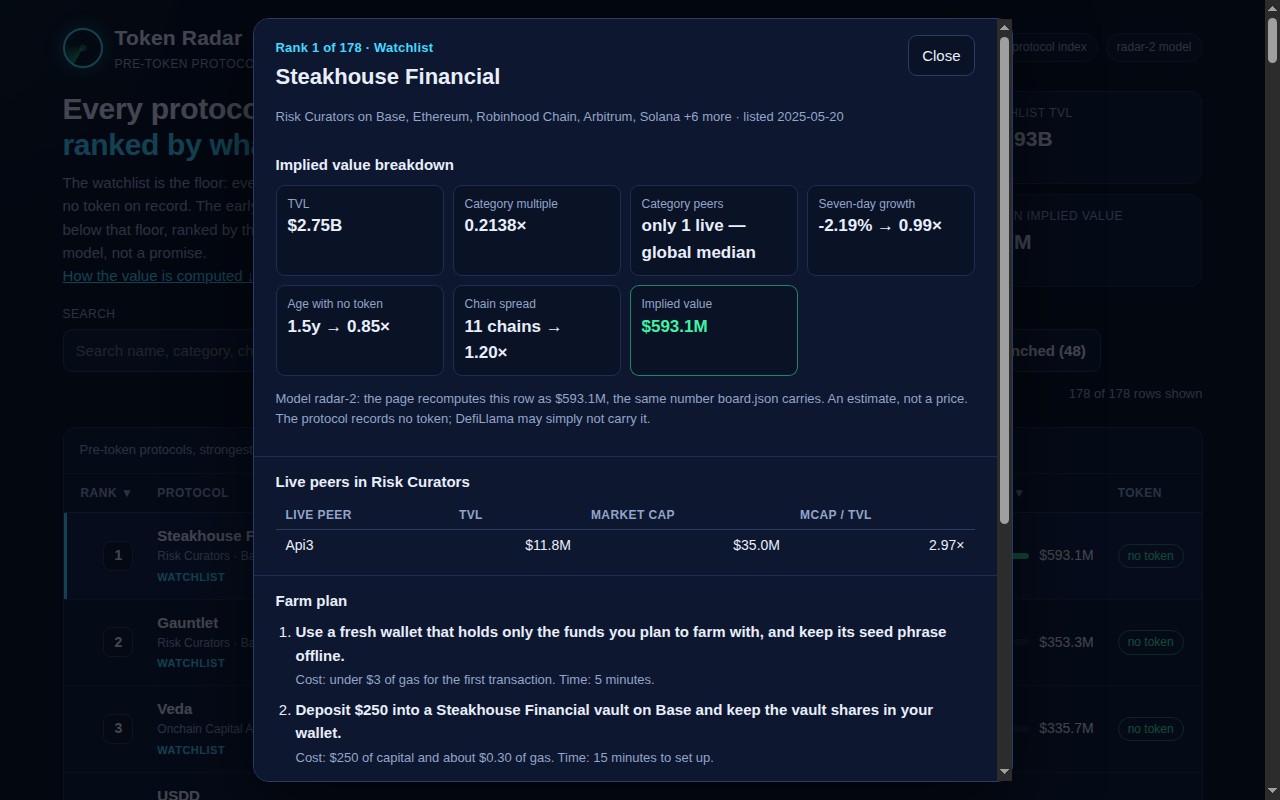 Token Radar
PRE-TOKEN PROTOCO
protocol index
radar-2 model
Every protoco
ranked by wha
The watchlist is the floor: eve
no token on record. The early
below that floor, ranked by th
model, not a promise.
How the value is computed ↓
HLIST TVL
93B
N IMPLIED VALUE
M
SEARCH
Search name, category, ch
nched (48)
178 of 178 rows shown
Pre-token protocols, strongest
RANK ▼
PROTOCOL
▼
TOKEN
1
Steakhouse F
Risk Curators · Ba
WATCHLIST
$593.1M
no token
2
Gauntlet
Risk Curators · Ba
WATCHLIST
$353.3M
no token
3
Veda
Onchain Capital A
WATCHLIST
$335.7M
no token
USDD
Rank 1 of 178 · Watchlist
Steakhouse Financial
Close
Risk Curators on Base, Ethereum, Robinhood Chain, Arbitrum, Solana +6 more · listed 2025-05-20
Implied value breakdown
TVL
$2.75B
Category multiple
0.2138×
Category peers
only 1 live —
global median
Seven-day growth
-2.19% → 0.99×
Age with no token
1.5y → 0.85×
Chain spread
11 chains →
1.20×
Implied value
$593.1M
Model radar-2: the page recomputes this row as $593.1M, the same number board.json carries. An estimate, not a price.
The protocol records no token; DefiLlama may simply not carry it.
Live peers in Risk Curators
LIVE PEER
TVL
MARKET CAP
MCAP / TVL
Api3
$11.8M
$35.0M
2.97×
Farm plan
1. Use a fresh wallet that holds only the funds you plan to farm with, and keep its seed phrase
offline.
Cost: under $3 of gas for the first transaction. Time: 5 minutes.
2. Deposit $250 into a Steakhouse Financial vault on Base and keep the vault shares in your
wallet.
Cost: $250 of capital and about $0.30 of gas. Time: 15 minutes to set up.